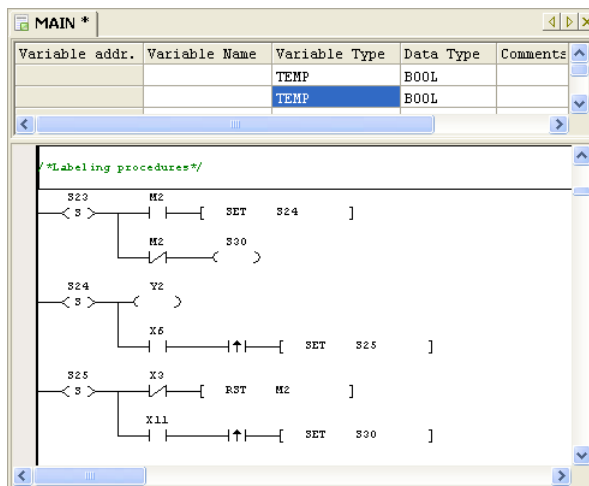 MAIN *
Variable addr. Variable Name Variable Type Data Type Comments
TEMP BOOL
TEMP BOOL
/*Labeling procedures*/
S23 M2
S SET S24
M2 S30
S24 Y2
S
X6
SET S25
S25 X3
S RST M2
X11
SET S30